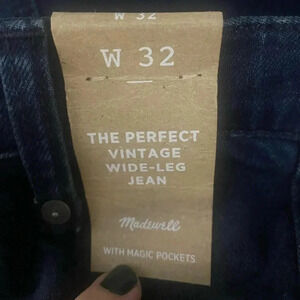 W 32
W 32
THE PERFECT
VINTAGE
WIDE-LEG
JEAN
Madewell
WITH MAGIC POCKETS